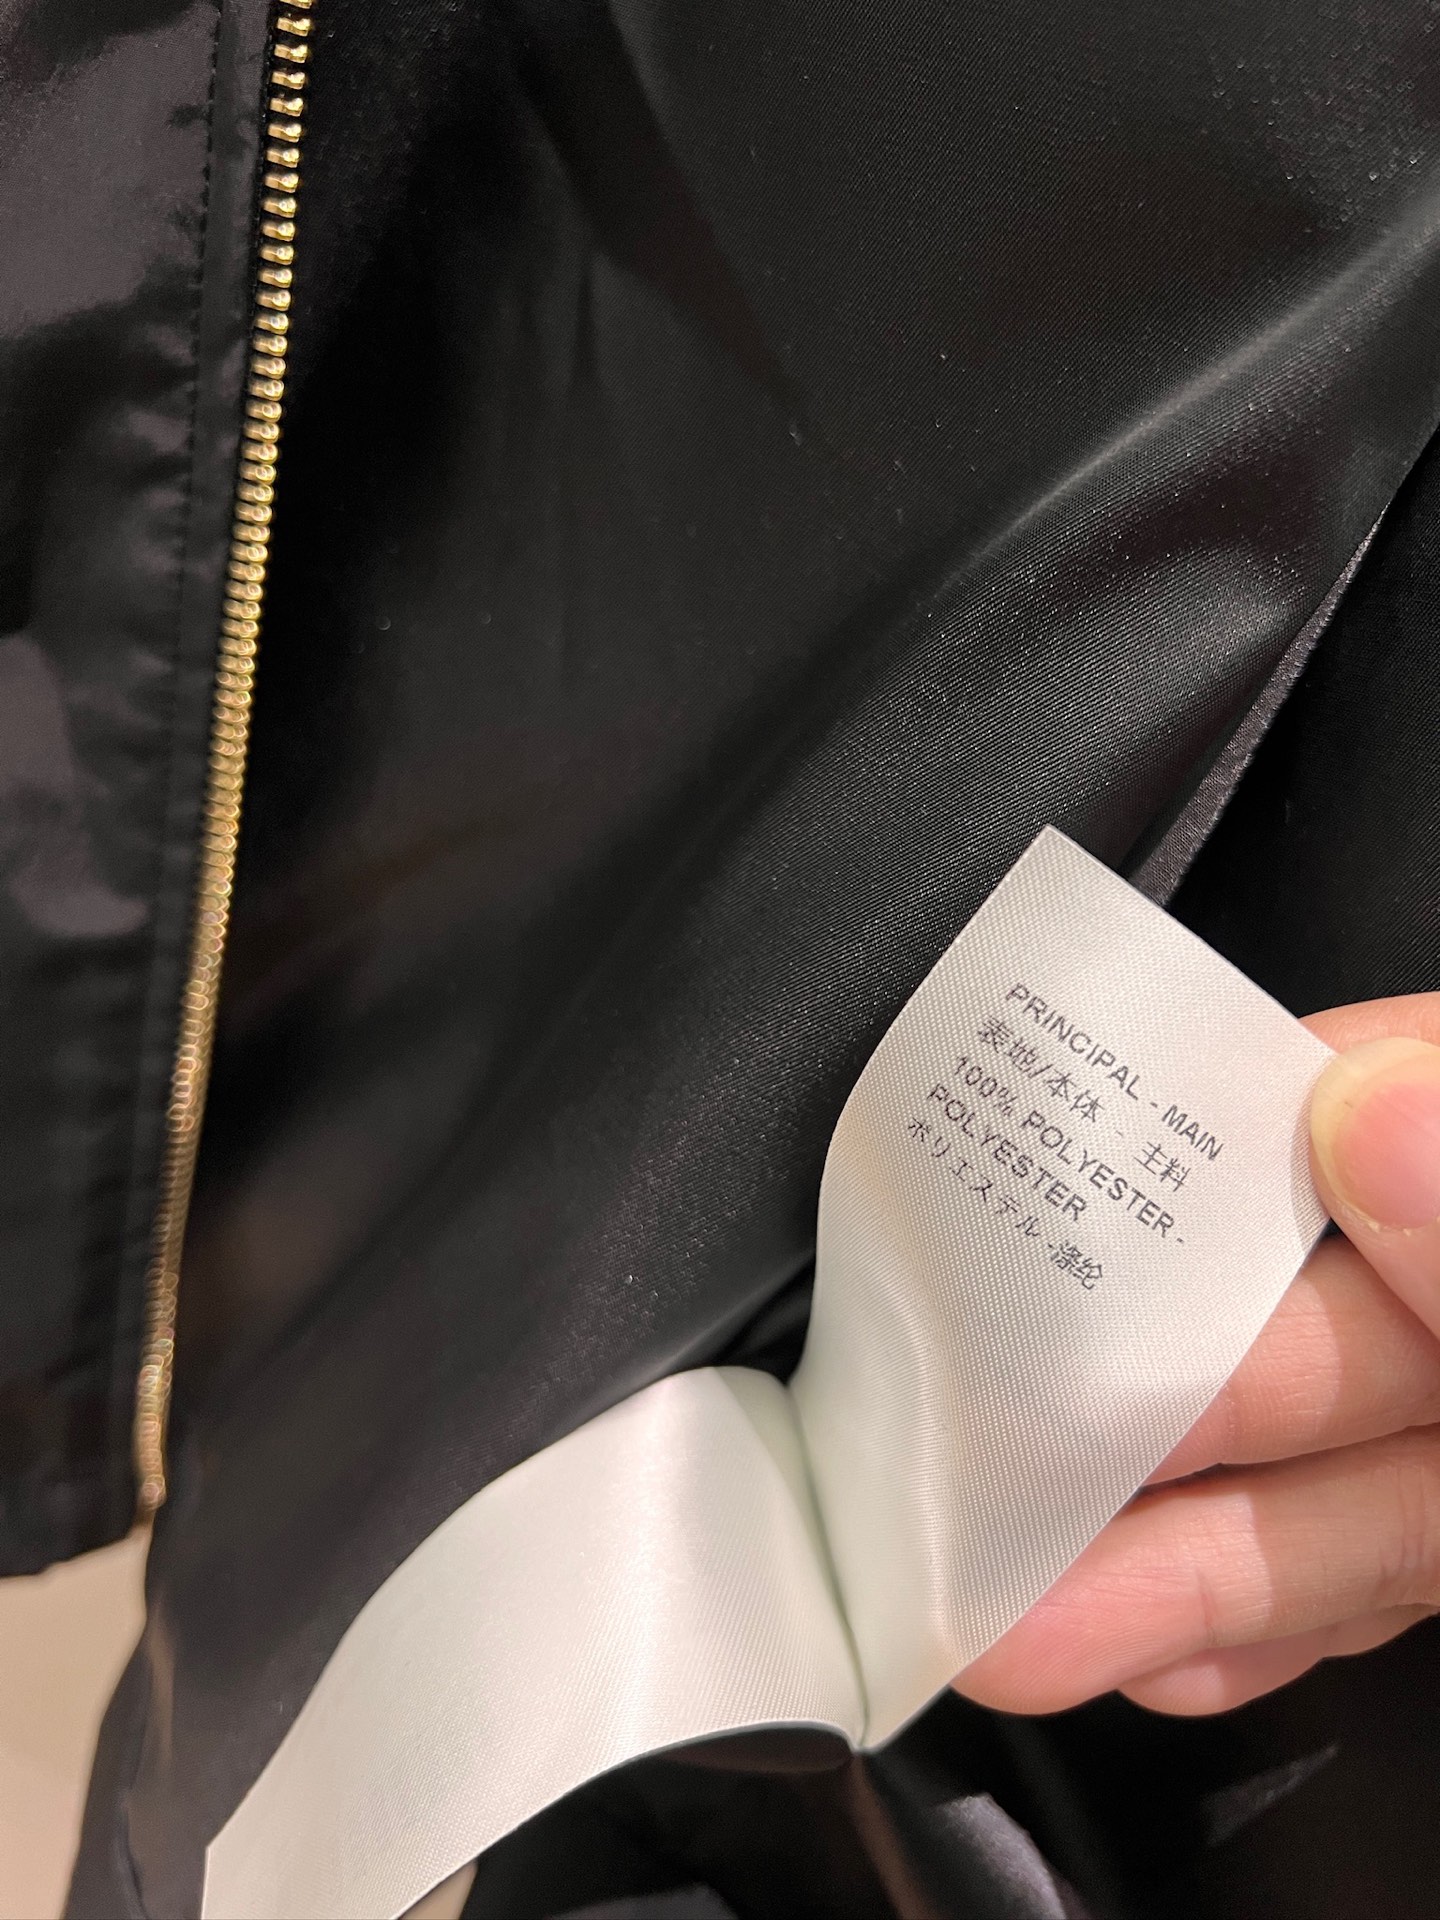 PRINCIPAL - MAIN
表地/本体 - 主料
100% POLYESTER -
POLYESTER
ポリエステル -涤纶